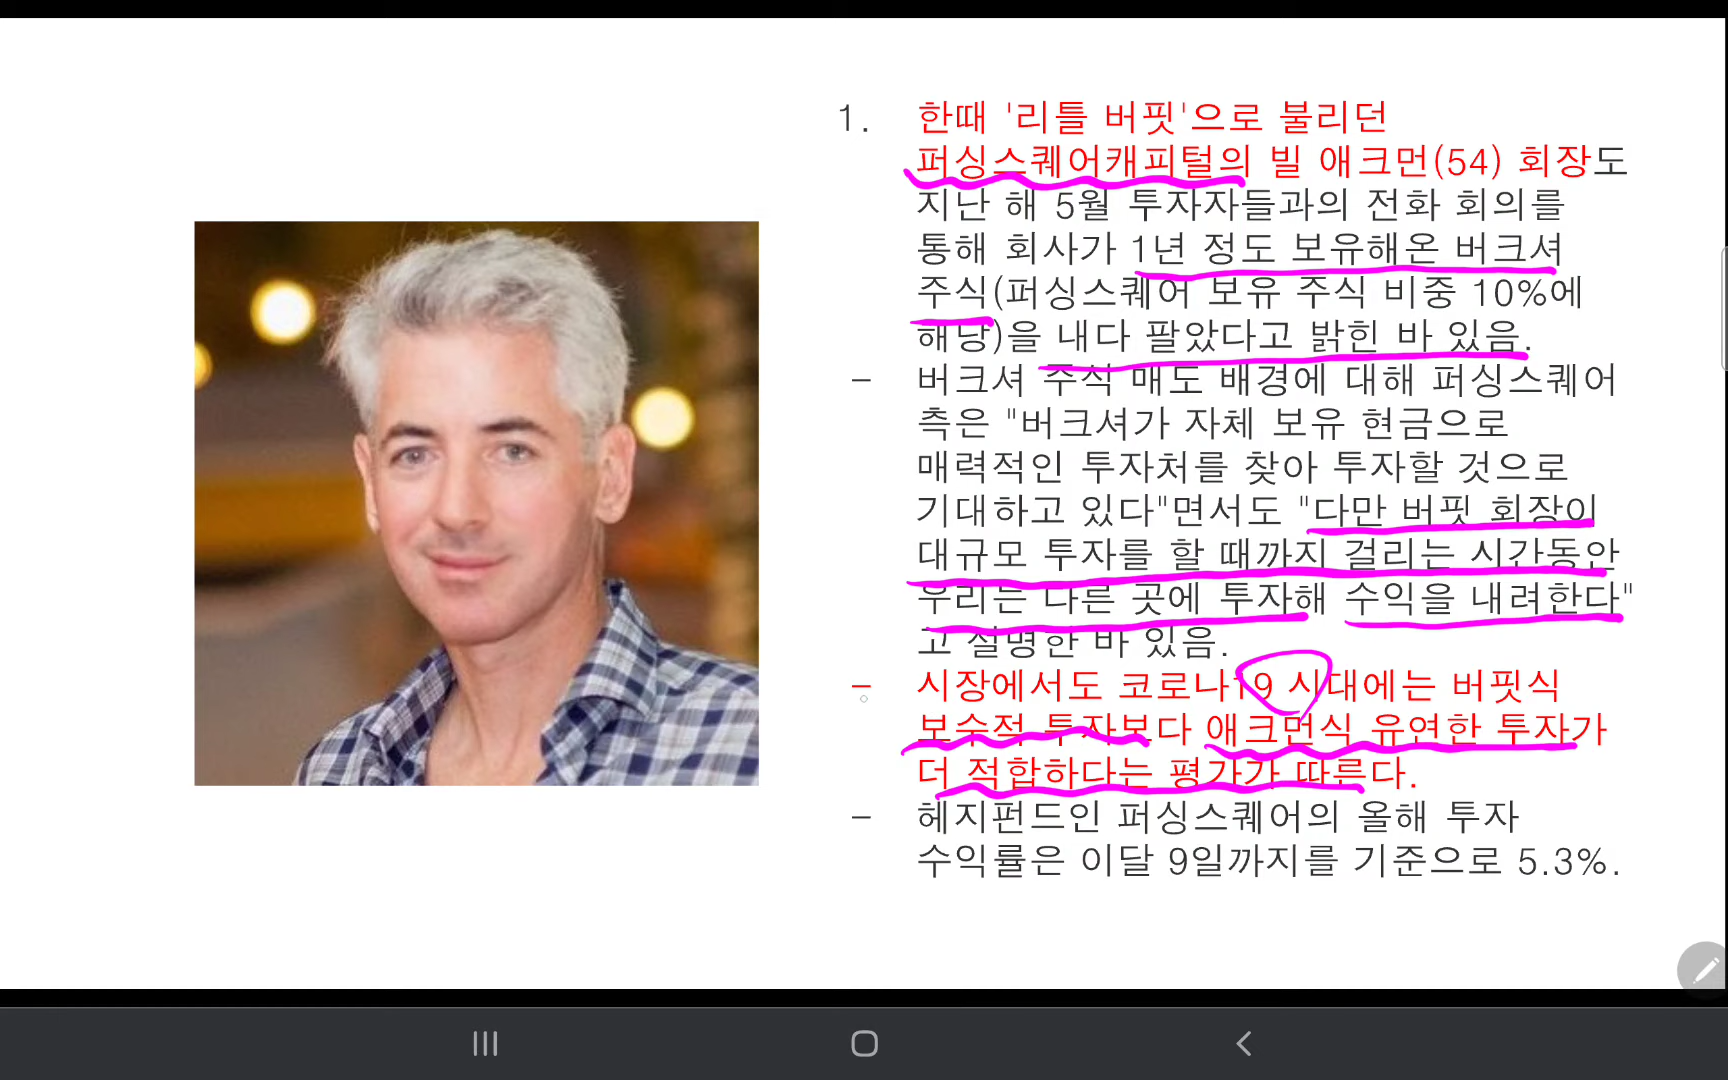 1. 한때 '리틀 버핏'으로 불리던
퍼싱스퀘어캐피털의 빌 애크먼(54) 회장도
지난 해 5월 투자자들과의 전화 회의를
통해 회사가 1년 정도 보유해온 버크셔
주식(퍼싱스퀘어 보유 주식 비중 10%에
해당)을 내다 팔았다고 밝힌 바 있음.
– 버크셔 주식 매도 배경에 대해 퍼싱스퀘어
측은 "버크셔가 자체 보유 현금으로
매력적인 투자처를 찾아 투자할 것으로
기대하고 있다"면서도 "다만 버핏 회장이
대규모 투자를 할 때까지 걸리는 시간동안
우리는 다른 곳에 투자해 수익을 내려한다"
고 설명한 바 있음.
– 시장에서도 코로나19 시대에는 버핏식
보수적 투자보다 애크먼식 유연한 투자가
더 적합하다는 평가가 따른다.
– 헤지펀드인 퍼싱스퀘어의 올해 투자
수익률은 이달 9일까지를 기준으로 5.3%.